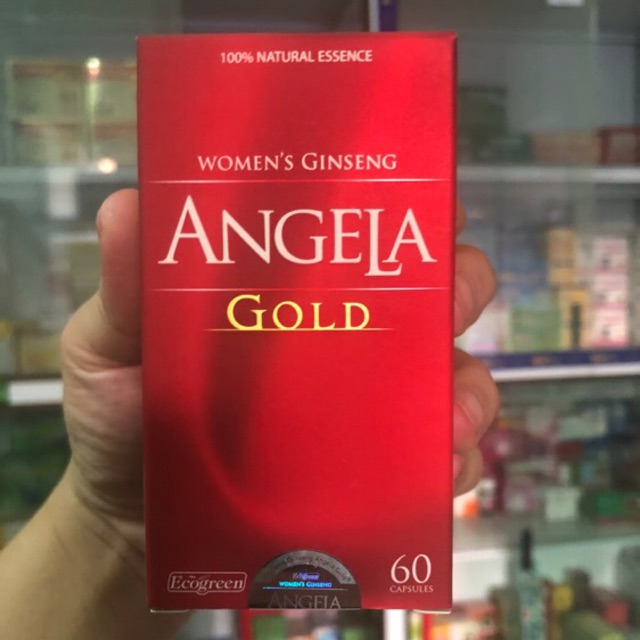 100% NATURAL ESSENCE
WOMEN'S GINSENG
ANGELA
GOLD
Ecogreen
WOMEN'S GINSENG
ANGELA
60
CAPSULES